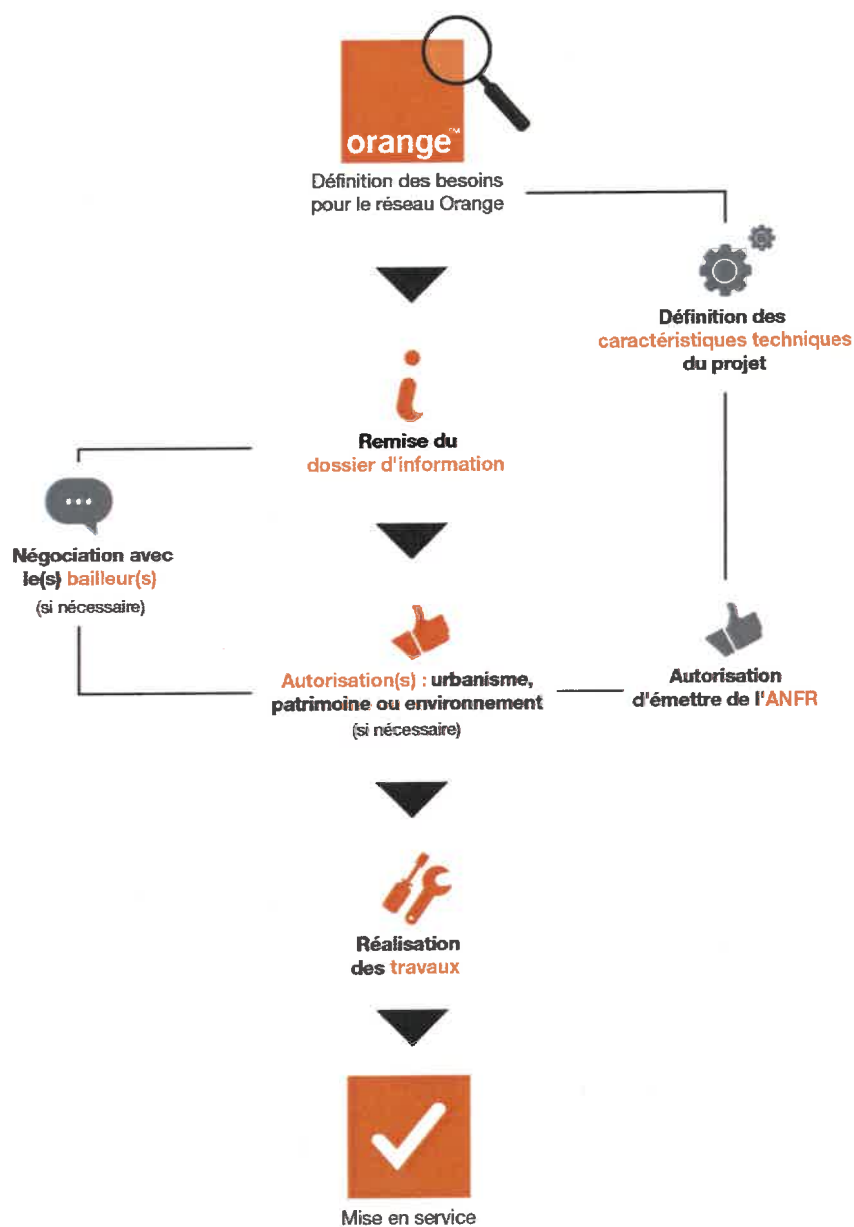 orange™
Définition des besoins
pour le réseau Orange
Définition des
caractéristiques techniques
du projet
Remise du
dossier d'information
Négociation avec
le(s) bailleur(s)
(si nécessaire)
Autorisation(s) : urbanisme,
patrimoine ou environnement
(si nécessaire)
Autorisation
d'émettre de l'ANFR
Réalisation
des travaux
Mise en service